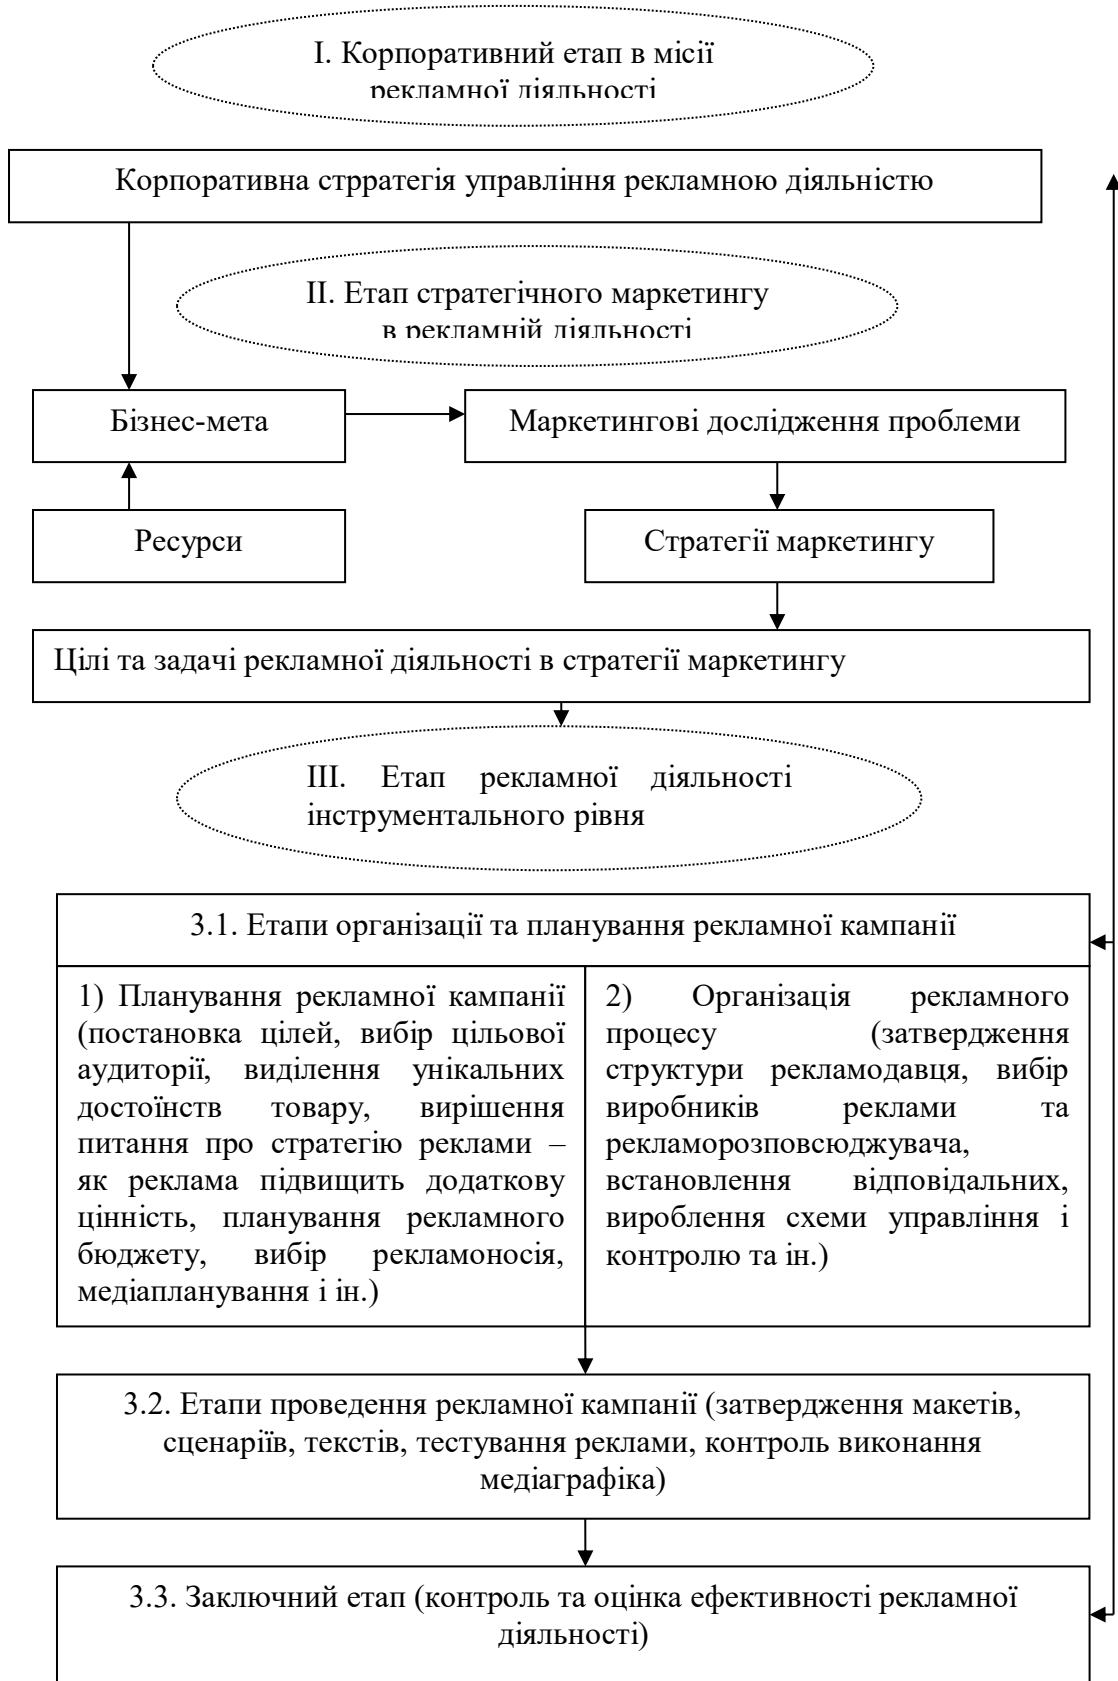 І. Корпоративний етап в місії
рекламної діяльності
Корпоративна стрратегія управління рекламною діяльністю
ІІ. Етап стратегічного маркетингу
в рекламній діяльності
Бізнес-мета
Маркетингові дослідження проблеми
Ресурси
Стратегії маркетингу
Цілі та задачі рекламної діяльності в стратегії маркетингу
ІІІ. Етап рекламної діяльності
інструментального рівня
3.1. Етапи організації та планування рекламної кампанії
1) Планування рекламної кампанії
(постановка цілей, вибір цільової
аудиторії, виділення унікальних
достоїнств товару, вирішення
питання про стратегію реклами –
як реклама підвищить додаткову
цінність, планування рекламного
бюджету, вибір рекламоносія,
медіапланування і ін.)
2) Організація рекламного
процесу (затвердження
структури рекламодавця, вибір
виробників реклами та
рекламорозповсюджувача,
встановлення відповідальних,
вироблення схеми управління і
контролю та ін.)
3.2. Етапи проведення рекламної кампанії (затвердження макетів,
сценаріїв, текстів, тестування реклами, контроль виконання
медіаграфіка)
3.3. Заключний етап (контроль та оцінка ефективності рекламної
діяльності)